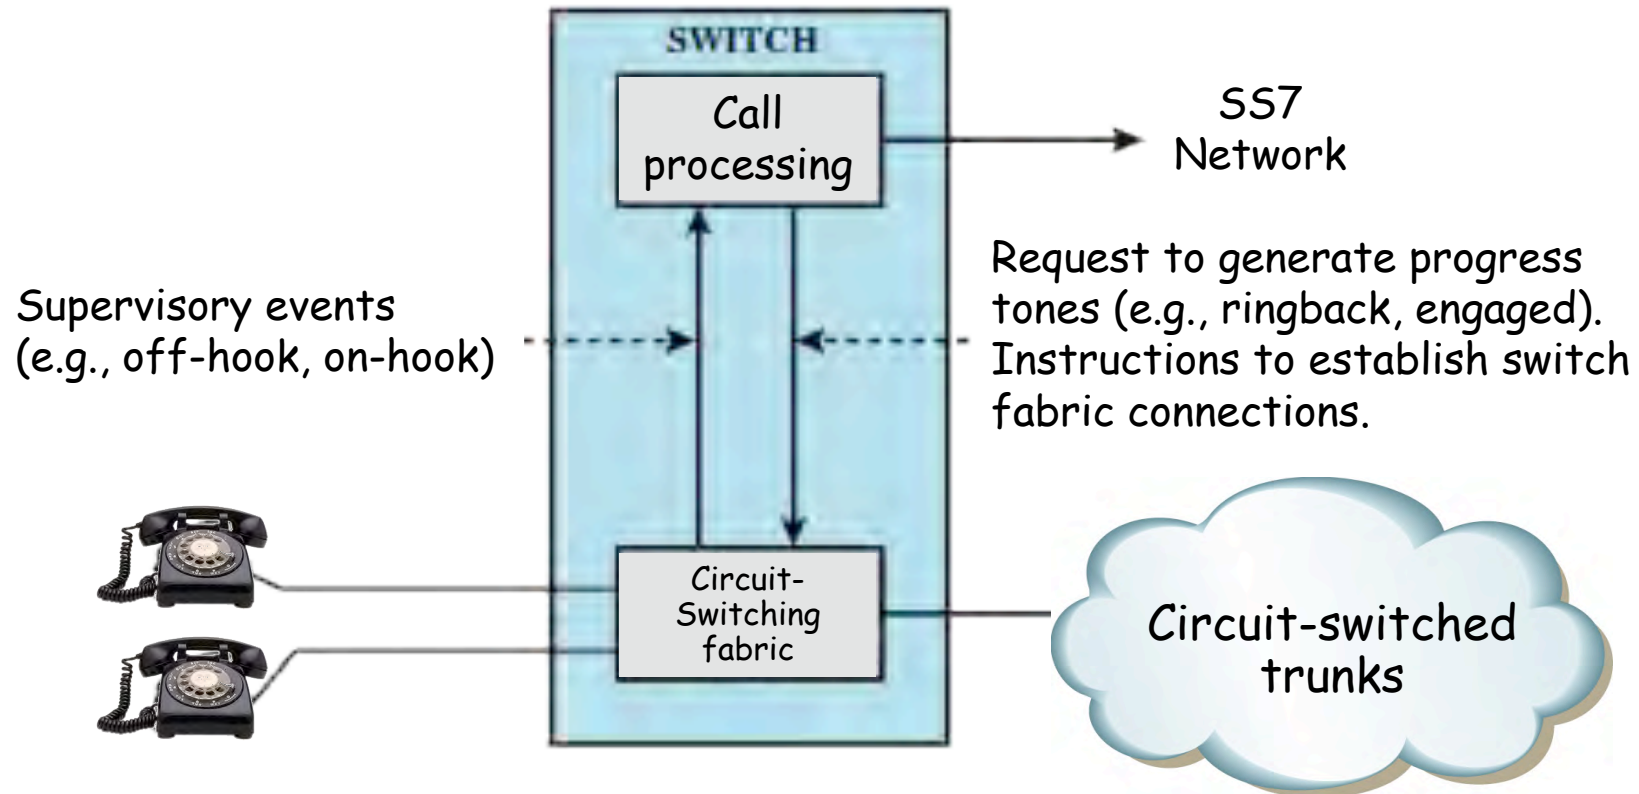 SWITCH
Call
processing
SS7
Network
Supervisory events
(e.g., off-hook, on-hook)
Request to generate progress
tones (e.g., ringback, engaged).
Instructions to establish switch
fabric connections.
Circuit-
Switching
fabric
Circuit-switched
trunks